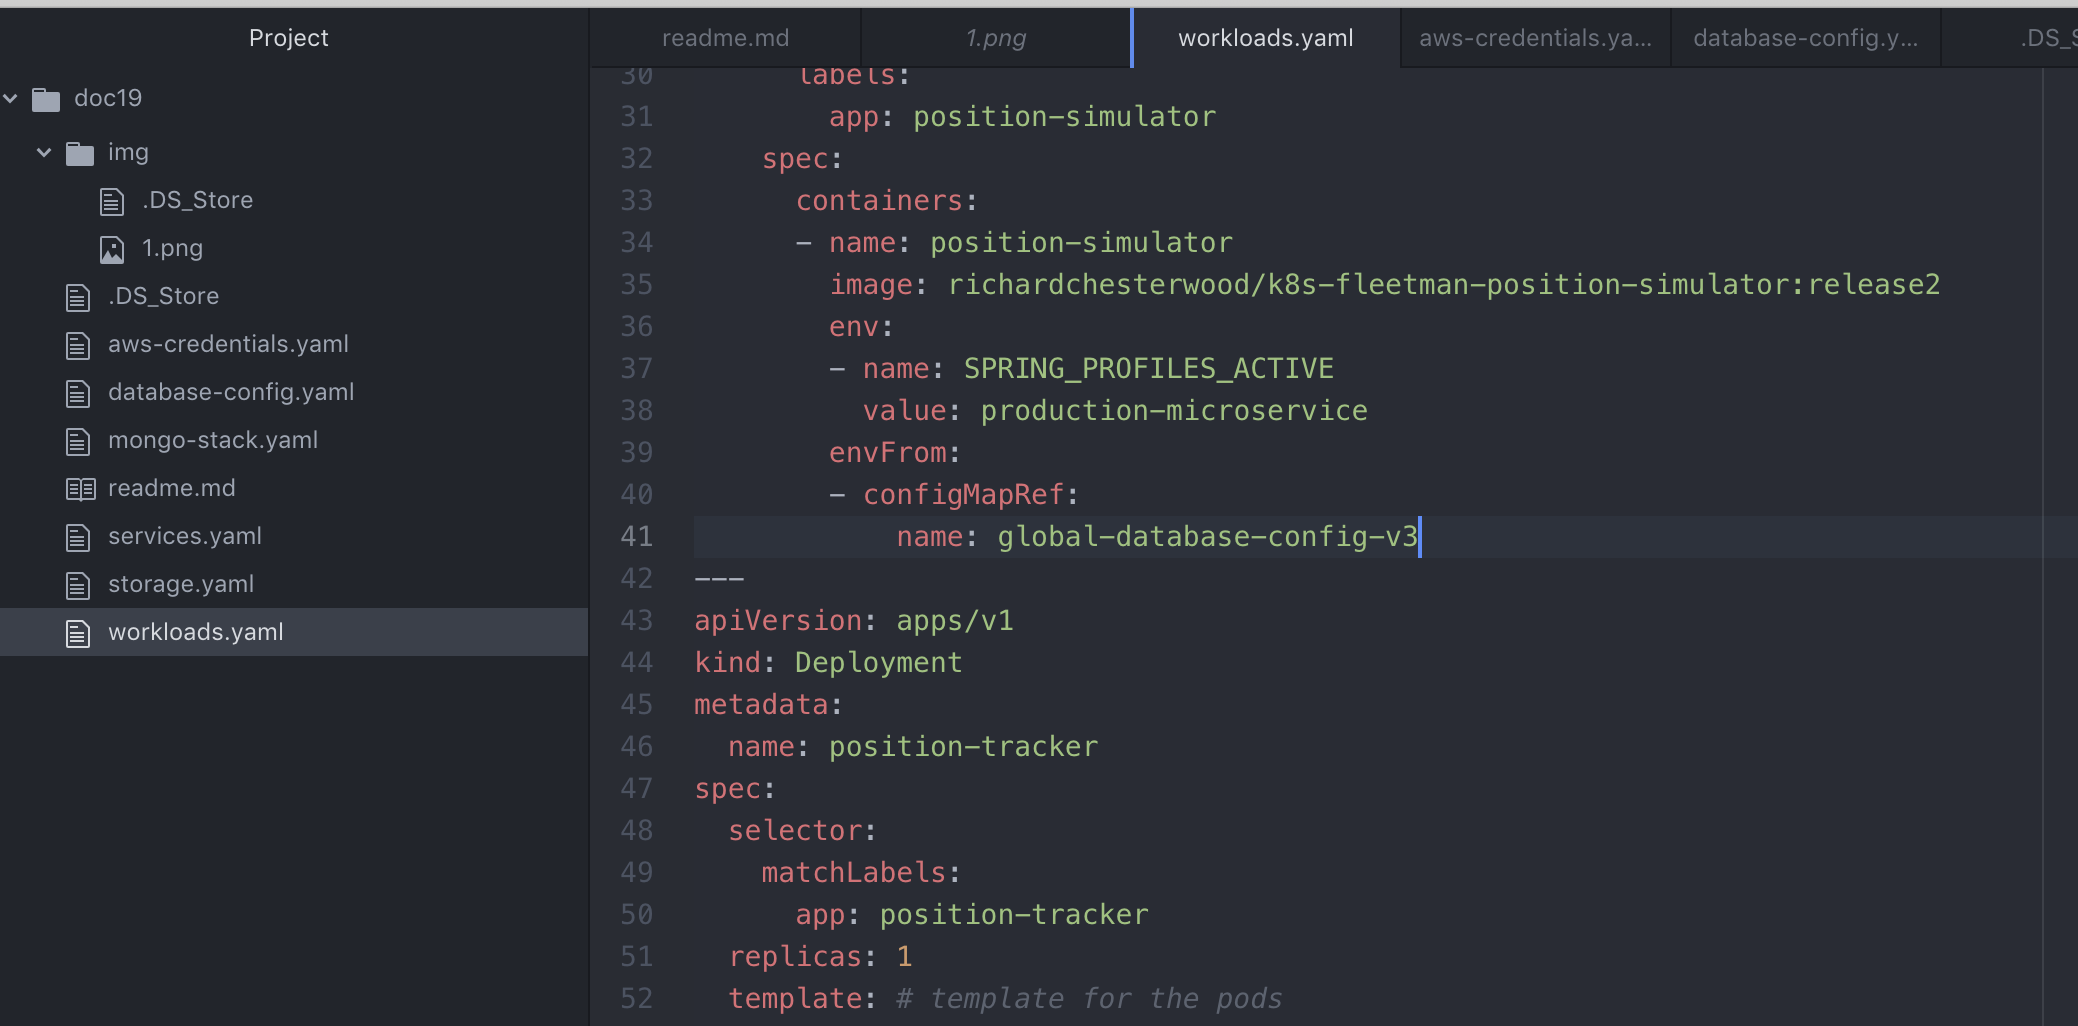 Project
doc19
img
.DS_Store
1.png
.DS_Store
aws-credentials.yaml
database-config.yaml
mongo-stack.yaml
readme.md
services.yaml
storage.yaml
workloads.yaml
readme.md 1.png workloads.yaml aws-credentials.ya... database-config.y... .DS_S
30 labels:
31 app: position-simulator
32 spec:
33 containers:
34 - name: position-simulator
35 image: richardchesterwood/k8s-fleetman-position-simulator:release2
36 env:
37 - name: SPRING_PROFILES_ACTIVE
38 value: production-microservice
39 envFrom:
40 - configMapRef:
41 name: global-database-config-v3
42 ---
43 apiVersion: apps/v1
44 kind: Deployment
45 metadata:
46 name: position-tracker
47 spec:
48 selector:
49 matchLabels:
50 app: position-tracker
51 replicas: 1
52 template: # template for the pods